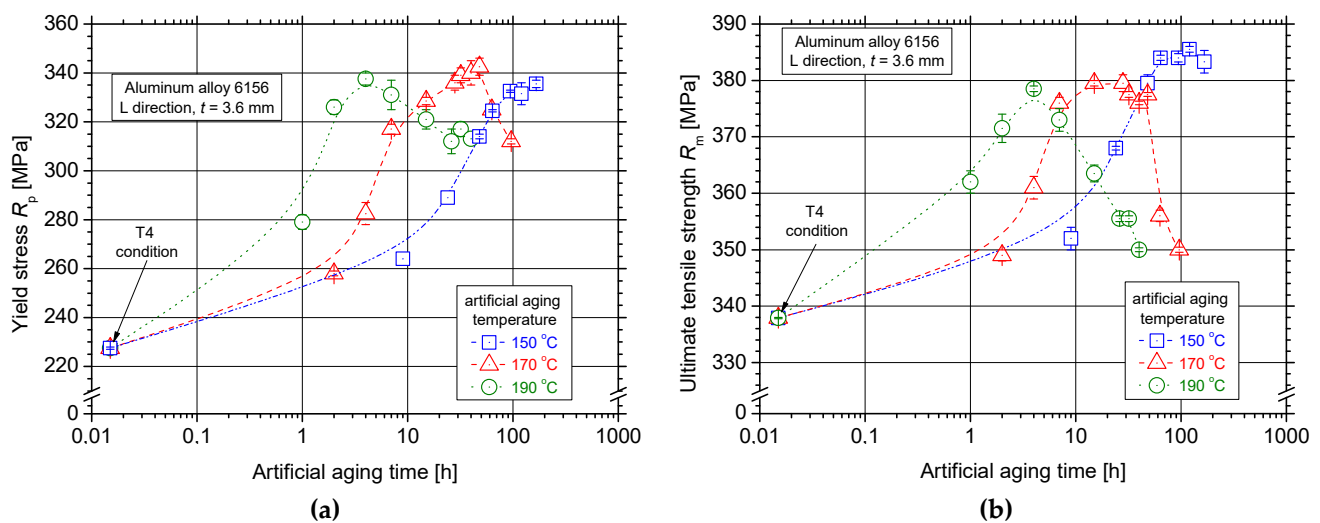 360
340
320
300
280
260
240
220
0
Yield stress Rp [MPa]
Aluminum alloy 6156
L direction, t = 3.6 mm
T4
condition
artificial aging
temperature
150 °C
170 °C
190 °C
0.01 0.1 1 10 100 1000
Artificial aging time [h]
(a)
390
380
370
360
350
340
330
0
Ultimate tensile strength Rm [MPa]
Aluminum alloy 6156
L direction, t = 3.6 mm
T4
condition
artificial aging
temperature
150 °C
170 °C
190 °C
0.01 0.1 1 10 100 1000
Artificial aging time [h]
(b)